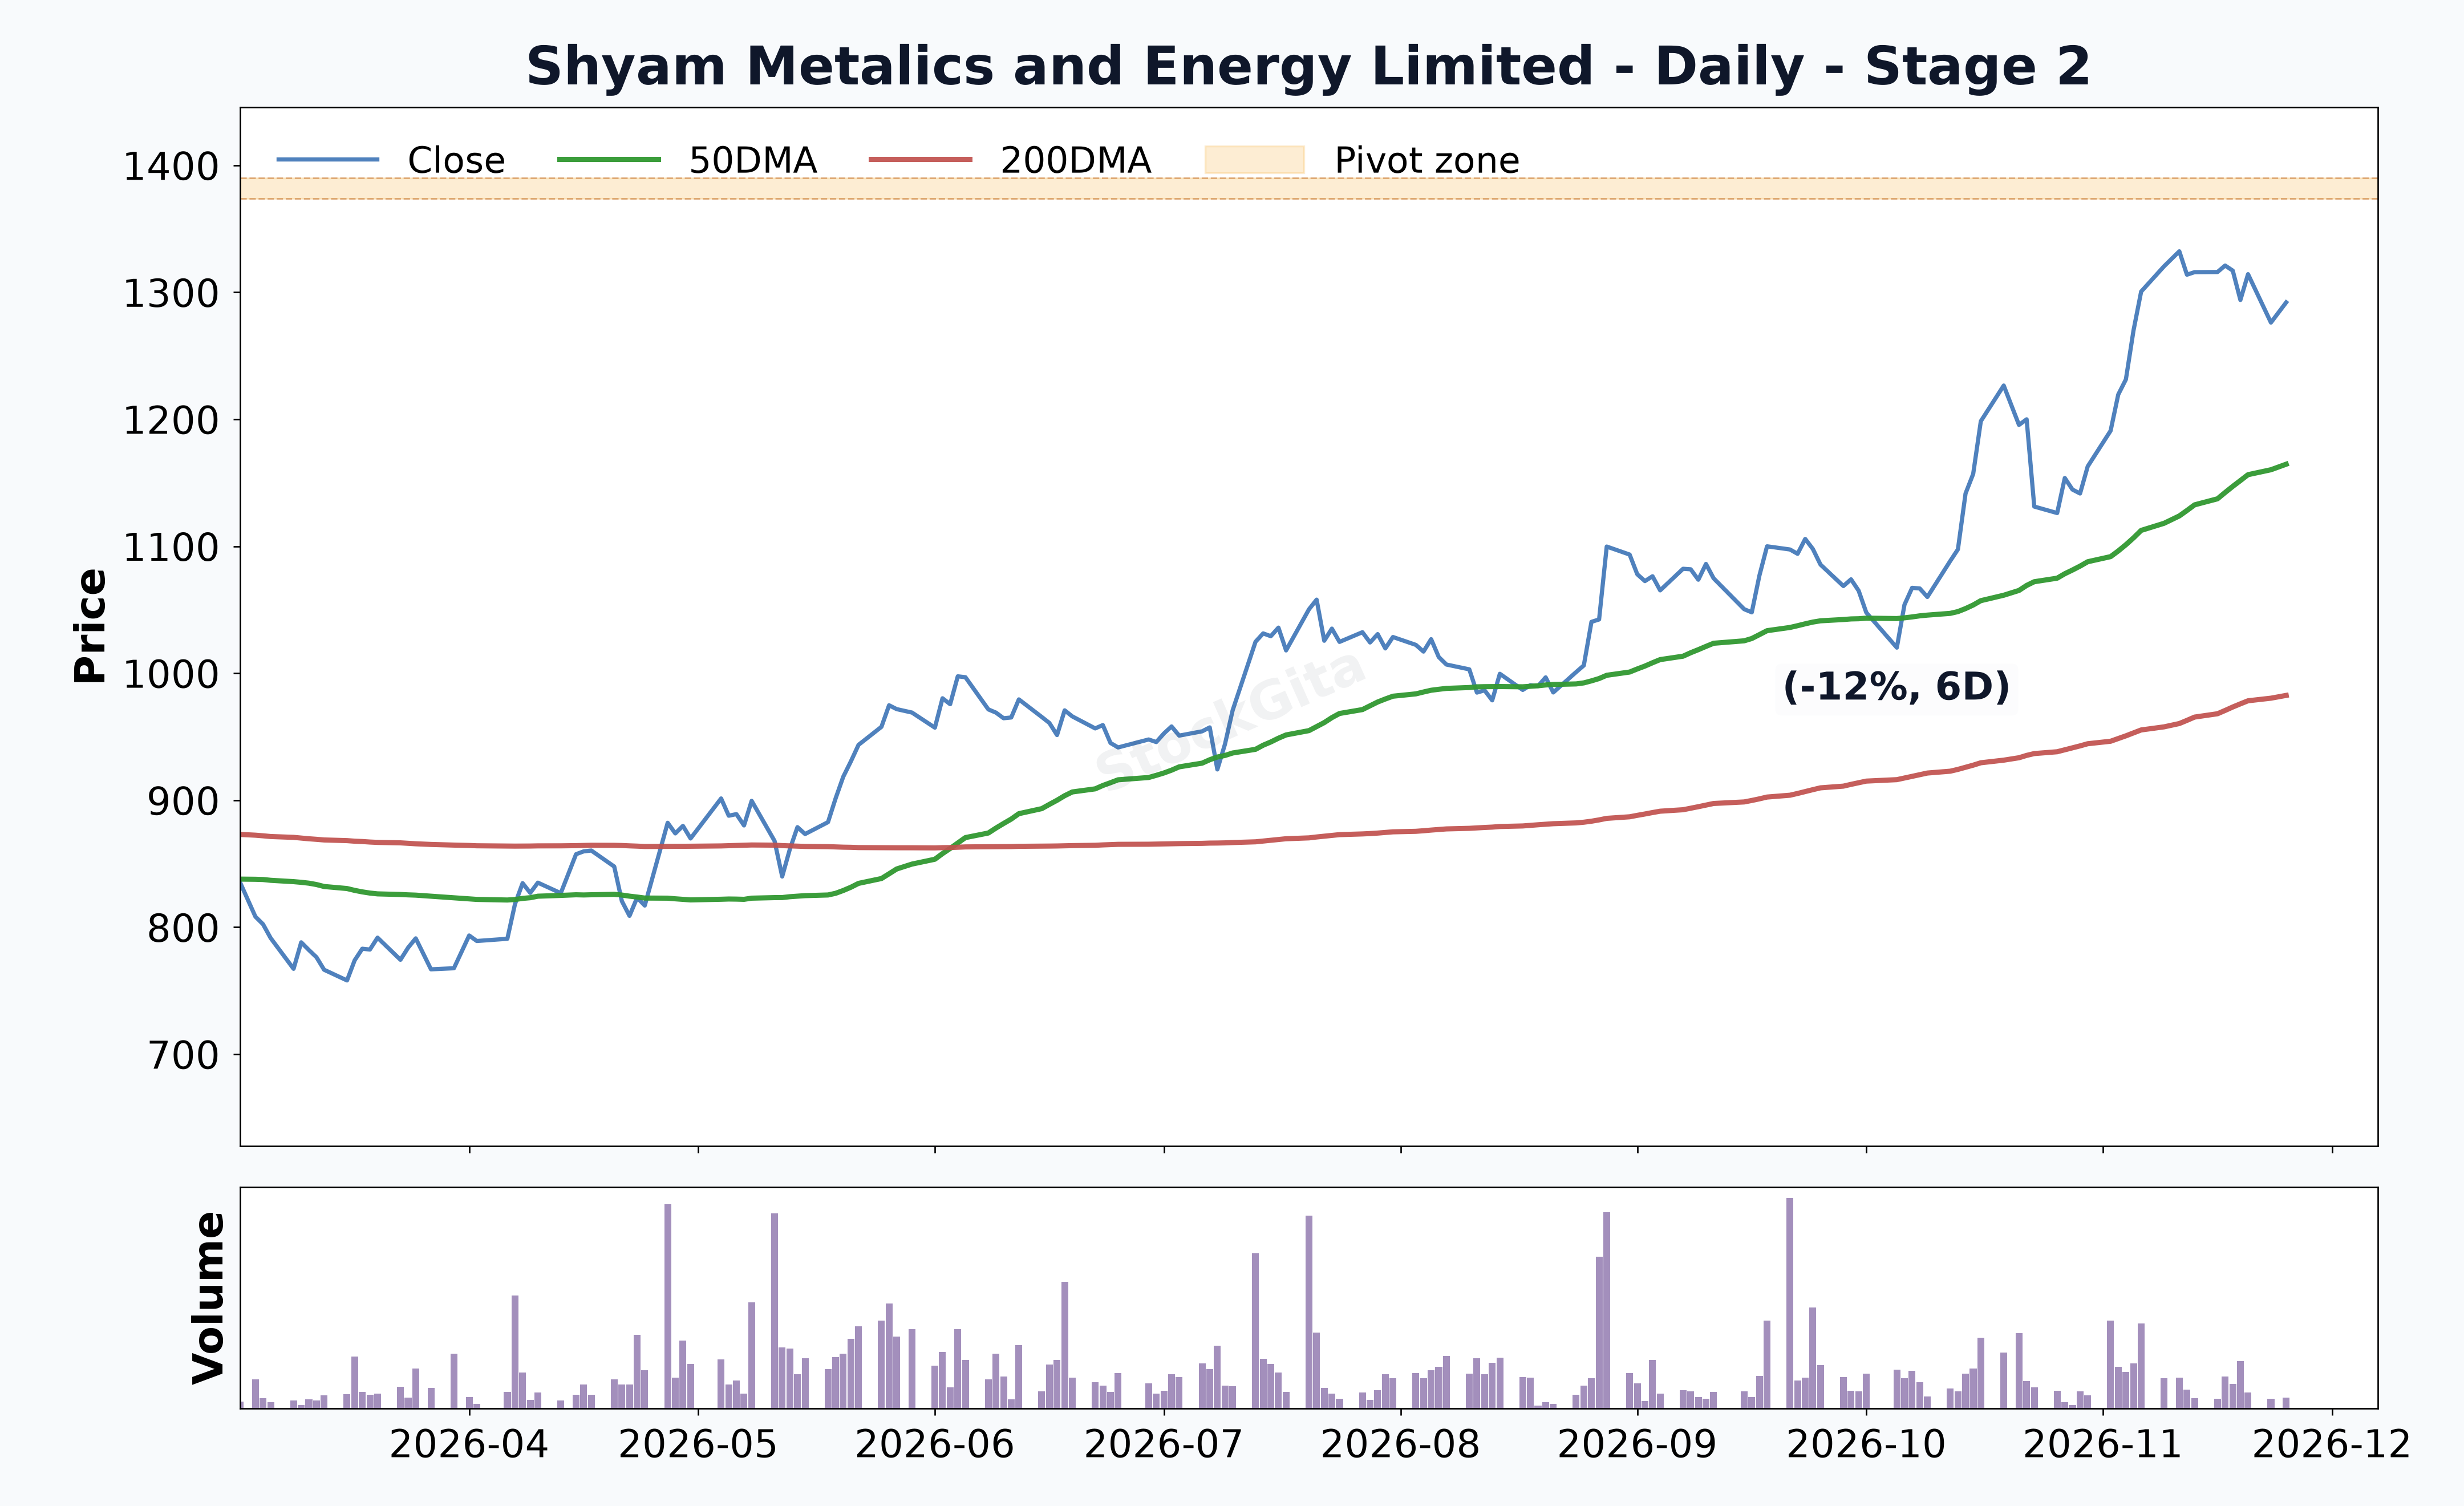 Shyam Metalics and Energy Limited - Daily - Stage 2
Close 50DMA 200DMA Pivot zone
Price
1400
1300
1200
1100
1000
900
800
700
(-12%, 6D)
StockGita
Volume
2026-04 2026-05 2026-06 2026-07 2026-08 2026-09 2026-10 2026-11 2026-12